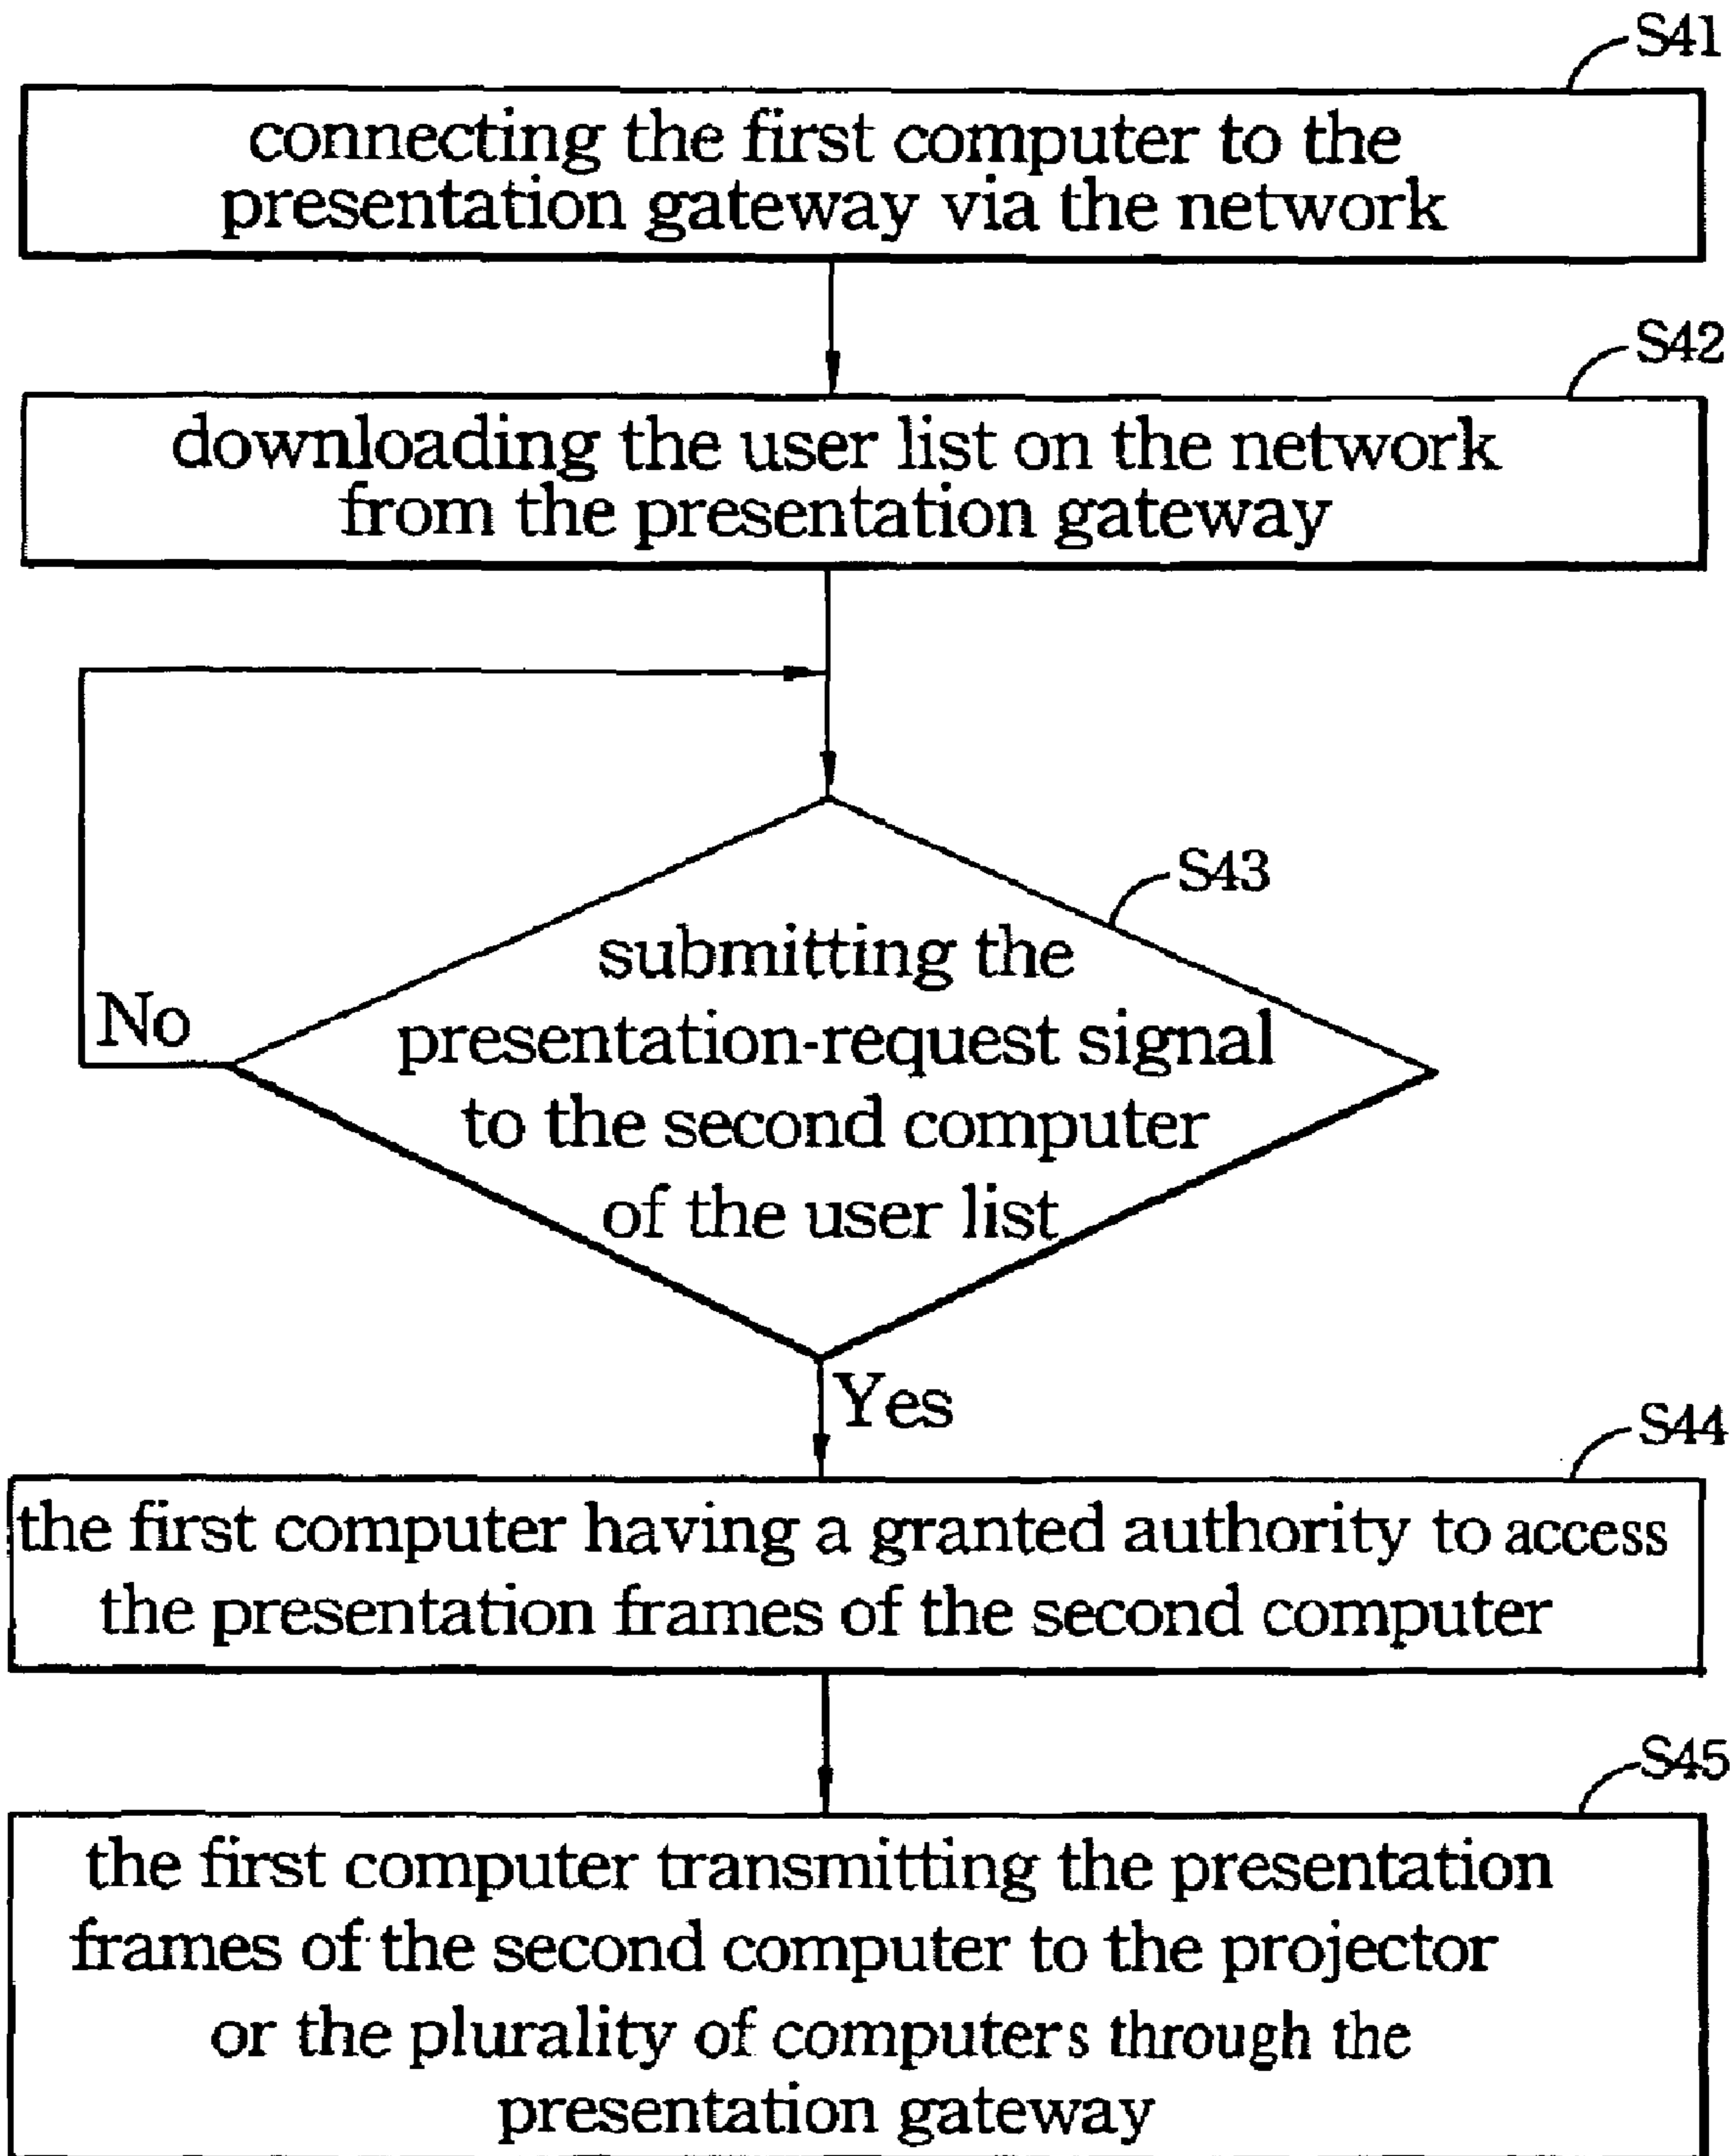 S41
connecting the first computer to the
presentation gateway via the network
S42
downloading the user list on the network
from the presentation gateway
S43
submitting the
presentation-request signal
to the second computer
of the user list
No
Yes
S44
the first computer having a granted authority to access
the presentation frames of the second computer
S45
the first computer transmitting the presentation
frames of the second computer to the projector
or the plurality of computers through the
presentation gateway